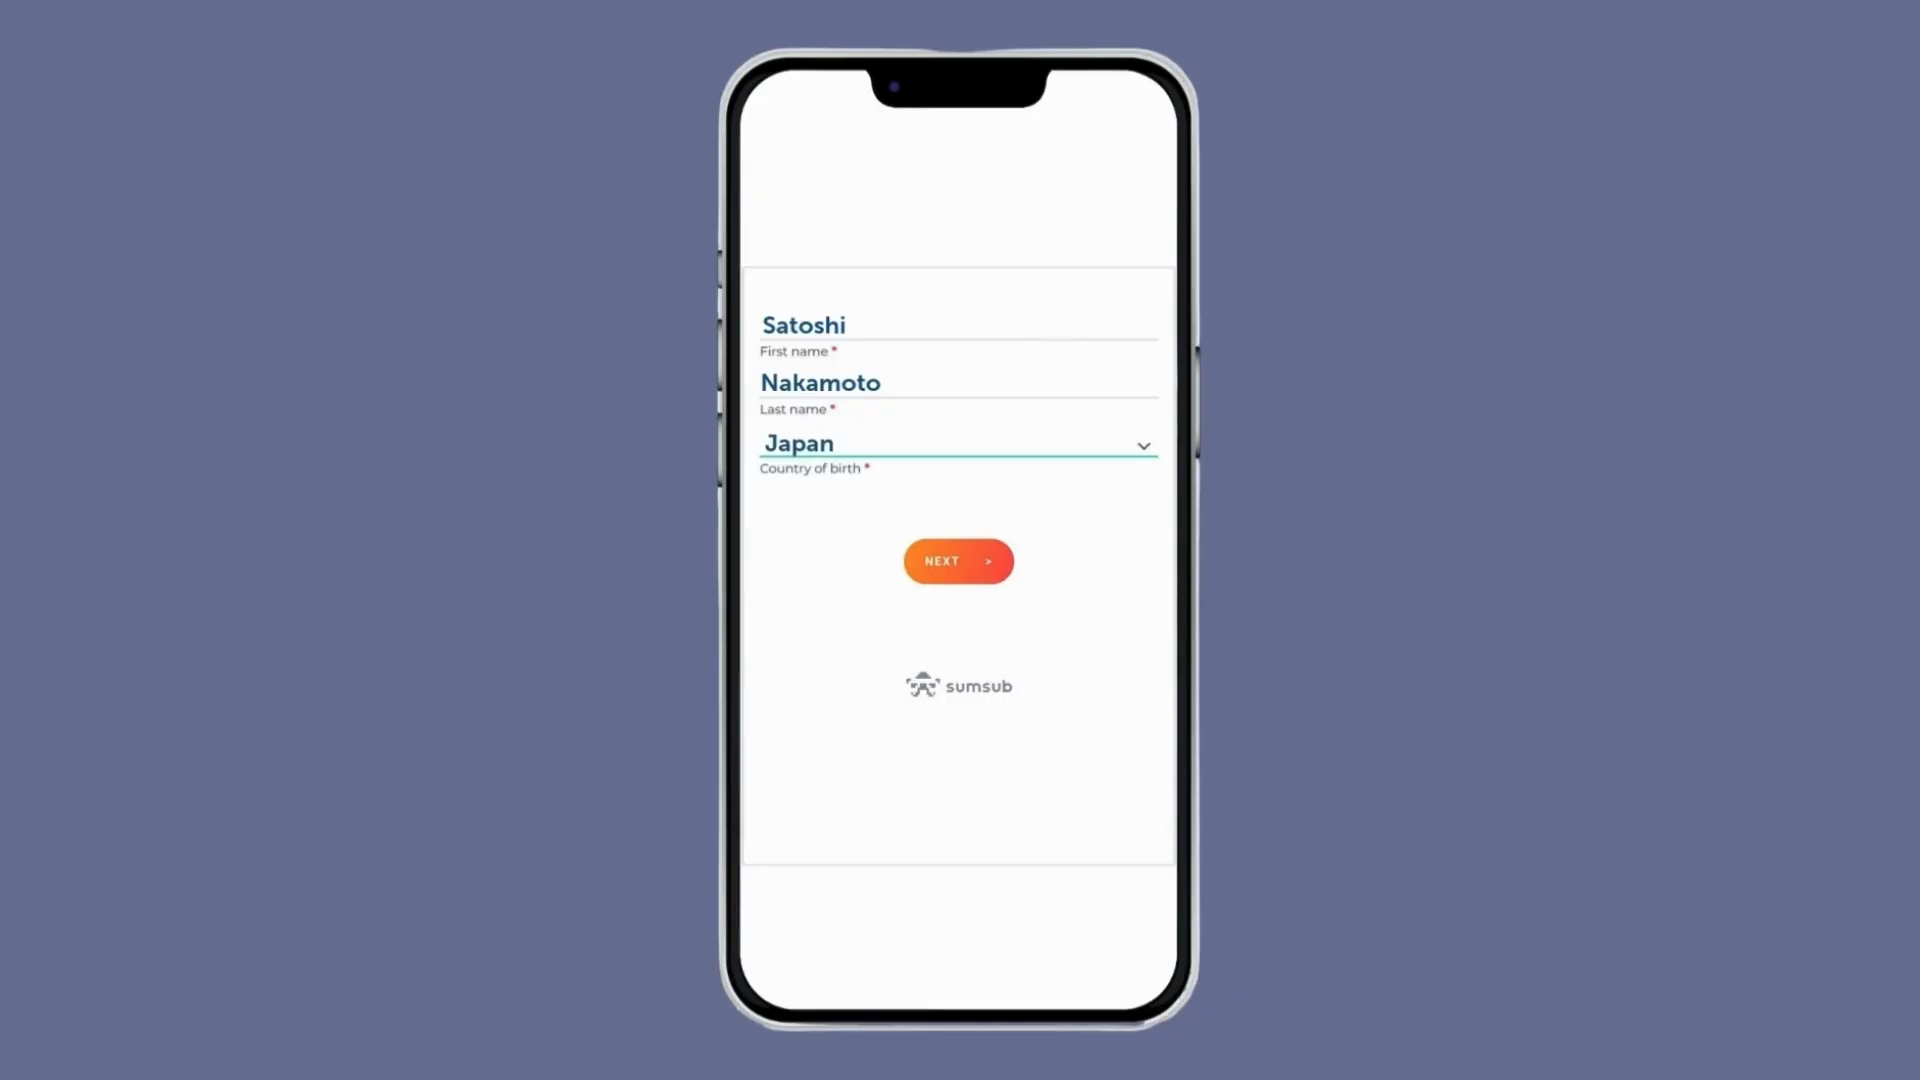 Satoshi
First name *
Nakamoto
Last name *
Japan
Country of birth *
NEXT >
sumsub